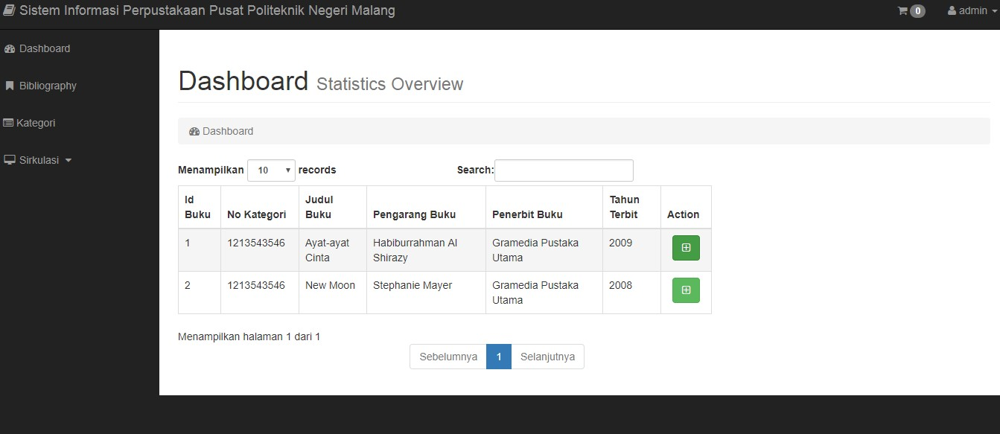 Sistem Informasi Perpustakaan Pusat Politeknik Negeri Malang
0
admin
Dashboard
Bibliography
Kategori
Sirkulasi
Dashboard Statistics Overview
Dashboard
Menampilkan 10 records
Search:
Id Buku
No Kategori
Judul Buku
Pengarang Buku
Penerbit Buku
Tahun Terbit
Action
1
1213543546
Ayat-ayat Cinta
Habiburrahman Al Shirazy
Gramedia Pustaka Utama
2009
2
1213543546
New Moon
Stephanie Mayer
Gramedia Pustaka Utama
2008
Menampilkan halaman 1 dari 1
Sebelumnya 1 Selanjutnya